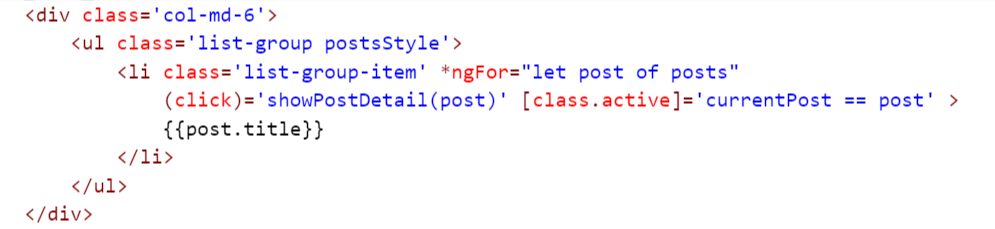 <div class='col-md-6'>
<ul class='list-group postsStyle'>
<li class='list-group-item' *ngFor="let post of posts"
(click)='showPostDetail(post)' [class.active]='currentPost == post' >
{{post.title}}
</li>
</ul>
</div>